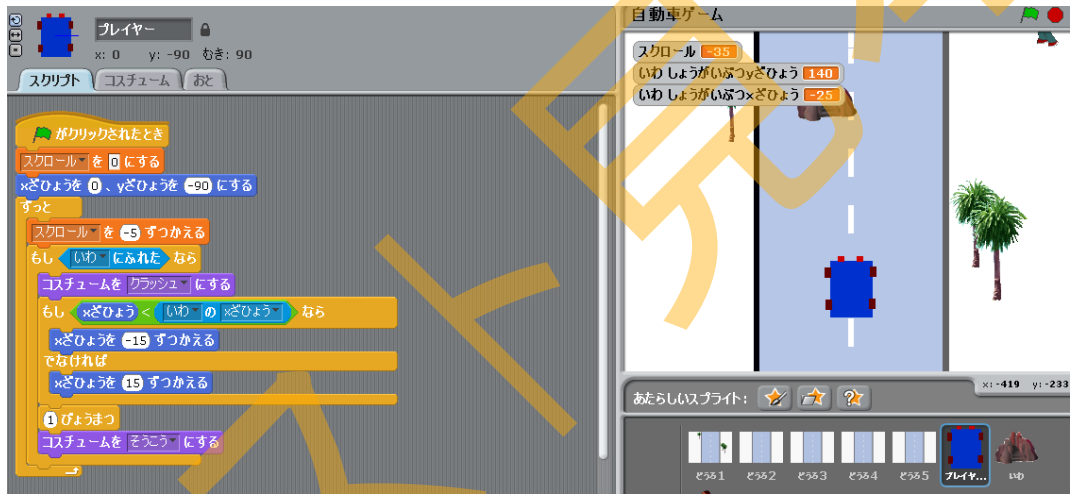 プレイヤー
x: 0 y: -90 むき: 90
スクリプト コスチューム おと
がクリックされたとき
スクロール を 0 にする
xざひょうを 0 、yざひょうを -90 にする
ずっと
スクロール を -5 ずつかえる
もし いわ にふれた なら
コスチュームを クラッシュ にする
もし xざひょう < いわ の xざひょう なら
xざひょうを -15 ずつかえる
でなければ
xざひょうを 15 ずつかえる
1 びょうまつ
コスチュームを そうこう にする
自動車ゲーム
スクロール -35
いわ しょうがいぶつyざひょう 140
いわ しょうがいぶつxざひょう -25
x: -419 y: -233
あたらしいスプライト:
どうろ1 どうろ2 どうろ3 どうろ4 どうろ5 プレイヤ... いわ